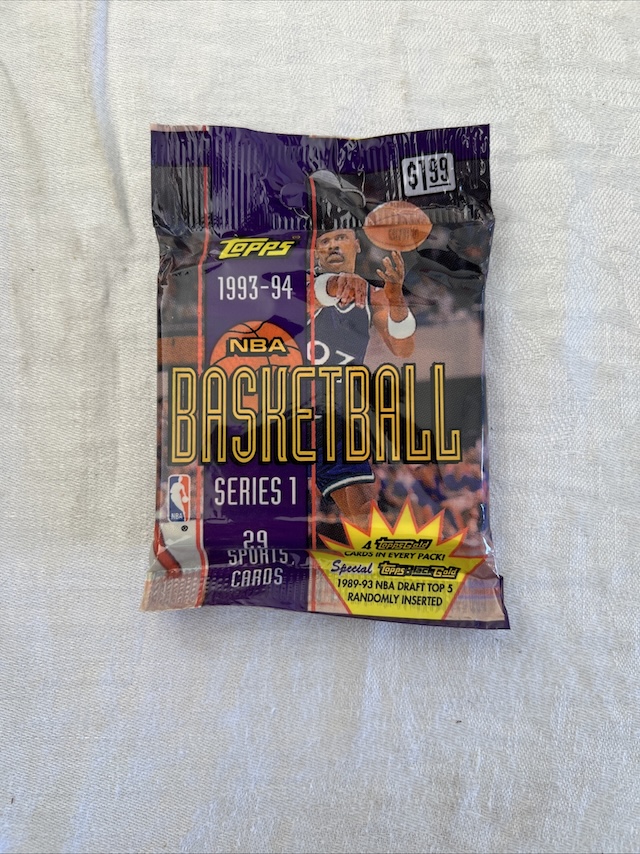 $1.99
Topps
1993-94
NBA
BASKETBALL
SERIES 1
NBA
®
29
SPORTS
CARDS
4 Topps Gold
CARDS IN EVERY PACK!
Special Topps Black Gold
1989-93 NBA DRAFT TOP 5
RANDOMLY INSERTED